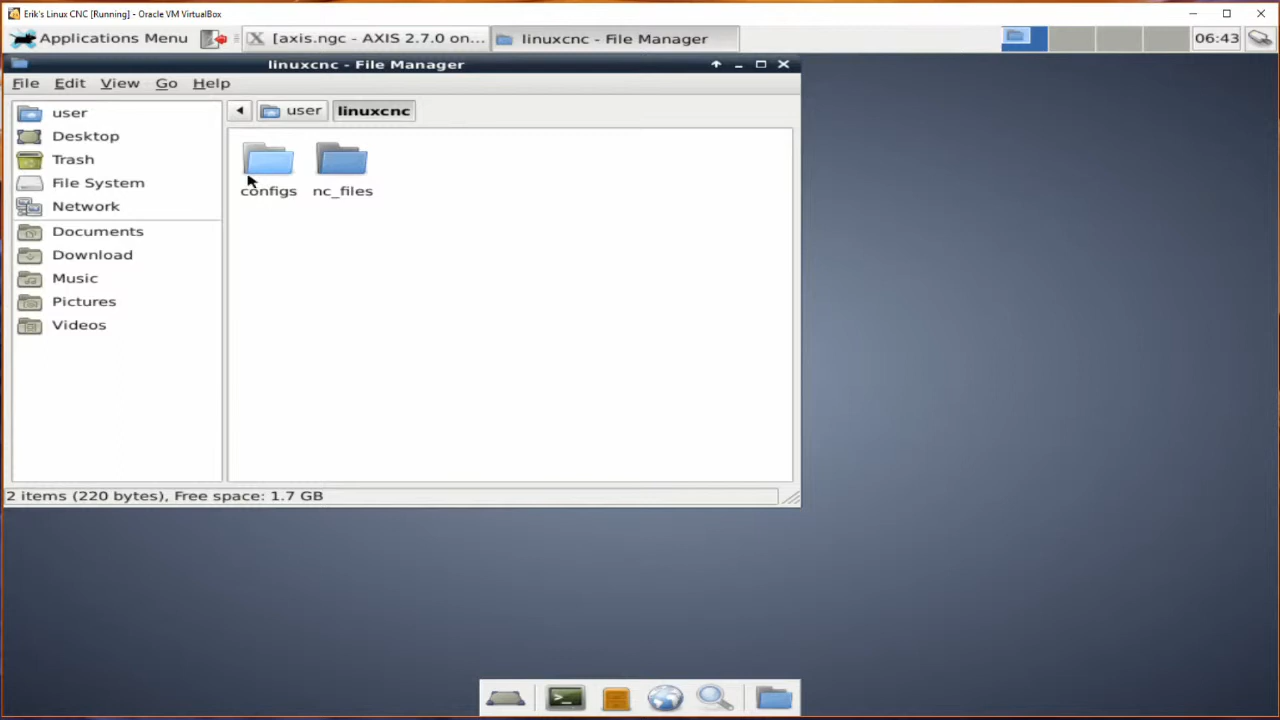 Erik's Linux CNC [Running] - Oracle VM VirtualBox
Applications Menu
[axis.ngc - AXIS 2.7.0 on...
linuxcnc - File Manager
06:43
linuxcnc - File Manager
File Edit View Go Help
user
Desktop
Trash
File System
Network
Documents
Download
Music
Pictures
Videos
user linuxcnc
configs nc_files
2 items (220 bytes), Free space: 1.7 GB